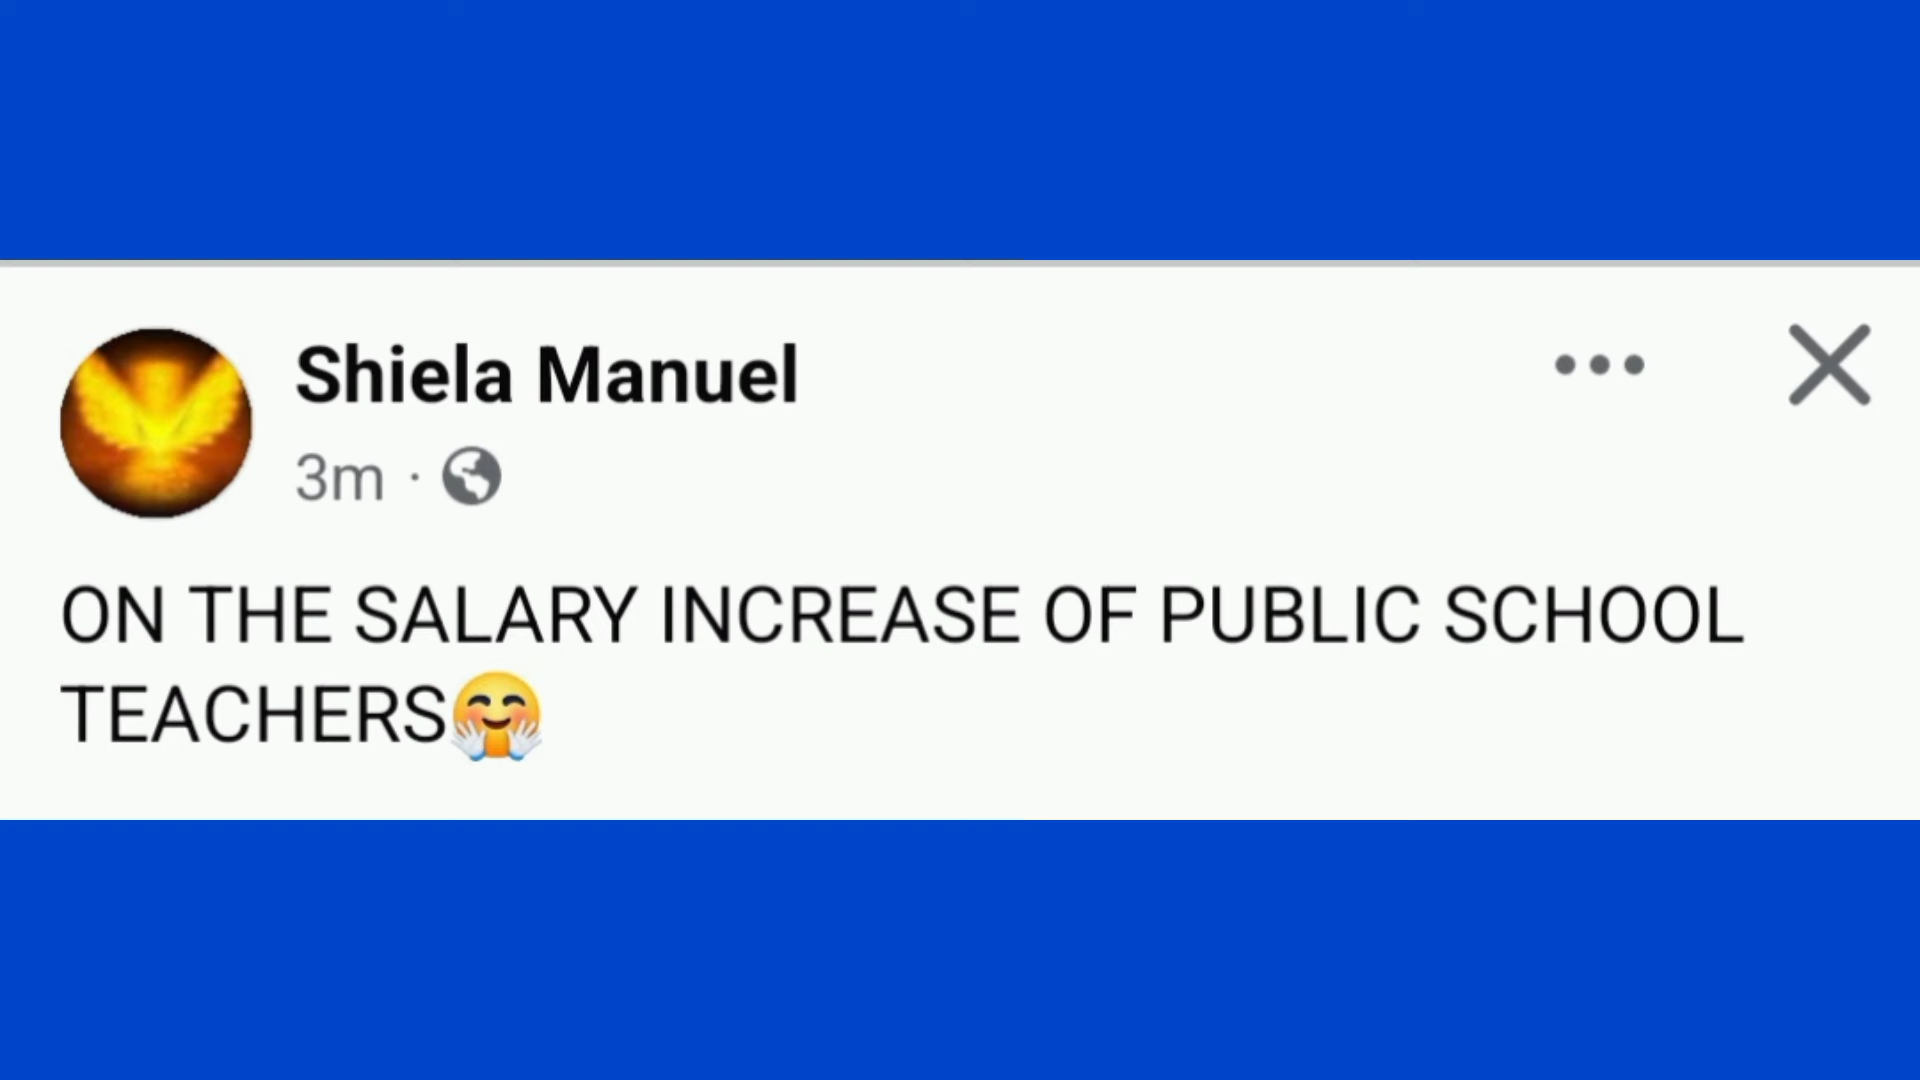 Shiela Manuel
3m ·
ON THE SALARY INCREASE OF PUBLIC SCHOOL
TEACHERS🤗